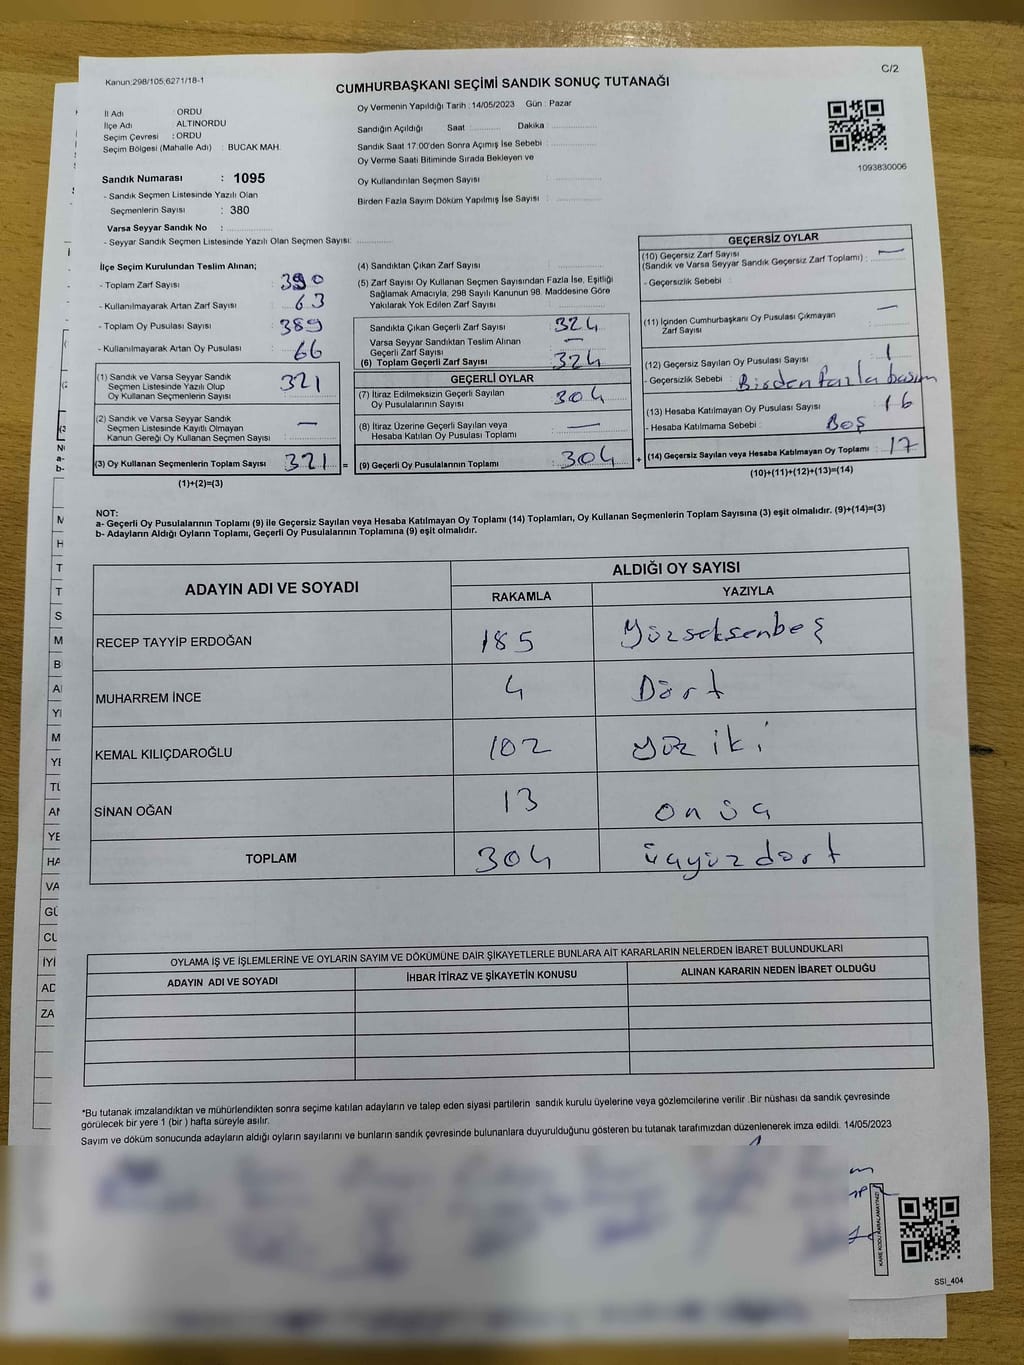 Kanun:298/105;6271/18-1
C/2
CUMHURBAŞKANI SEÇİMİ SANDIK SONUÇ TUTANAĞI
İl Adı : ORDU
İlçe Adı : ALTINORDU
Seçim Çevresi : ORDU
Seçim Bölgesi (Mahalle Adı) : BUCAK MAH.
Sandık Numarası : 1095
- Sandık Seçmen Listesinde Yazılı Olan
Seçmenlerin Sayısı : 380
Varsa Seyyar Sandık No :
- Seyyar Sandık Seçmen Listesinde Yazılı Olan Seçmen Sayısı:
Oy Vermenin Yapıldığı Tarih : 14/05/2023 Gün : Pazar
Sandığın Açıldığı Saat : Dakika :
Sandık Saat 17:00'den Sonra Açımış İse Sebebi :
Oy Verme Saati Bitiminde Sırada Bekleyen ve
Oy Kullandırılan Seçmen Sayısı :
Birden Fazla Sayım Döküm Yapılmış İse Sayısı :
1093830006
İlçe Seçim Kurulundan Teslim Alınan;
- Toplam Zarf Sayısı : 390
- Kullanılmayarak Artan Zarf Sayısı : 63
- Toplam Oy Pusulası Sayısı : 389
- Kullanılmayarak Artan Oy Pusulası : 66
(1) Sandık ve Varsa Seyyar Sandık
Seçmen Listesinde Yazılı Olup
Oy Kullanan Seçmenlerin Sayısı : 321
(2) Sandık ve Varsa Seyyar Sandık
Seçmen Listesinde Kayıtlı Olmayan
Kanun Gereği Oy Kullanan Seçmen Sayısı : —
(3) Oy Kullanan Seçmenlerin Toplam Sayısı : 321 =
(1)+(2)=(3)
(4) Sandıktan Çıkan Zarf Sayısı :
(5) Zarf Sayısı Oy Kullanan Seçmen Sayısından Fazla İse, Eşitliği
Sağlamak Amacıyla, 298 Sayılı Kanunun 98. Maddesine Göre
Yakılarak Yok Edilen Zarf Sayısı :
Sandıkta Çıkan Geçerli Zarf Sayısı : 324
Varsa Seyyar Sandıktan Teslim Alınan
Geçerli Zarf Sayısı : —
(6) Toplam Geçerli Zarf Sayısı : 324
GEÇERLİ OYLAR
(7) İtiraz Edilmeksizin Geçerli Sayılan
Oy Pusulalarının Sayısı : 304
(8) İtiraz Üzerine Geçerli Sayılan veya
Hesaba Katılan Oy Pusulası Toplamı : —
(9) Geçerli Oy Pusulalarının Toplamı : 304 +
GEÇERSİZ OYLAR
(10) Geçersiz Zarf Sayısı
(Sandık ve Varsa Seyyar Sandık Geçersiz Zarf Toplamı) : —
- Geçersizlik Sebebi :
(11) İçinden Cumhurbaşkanı Oy Pusulası Çıkmayan
Zarf Sayısı : —
(12) Geçersiz Sayılan Oy Pusulası Sayısı : 1
- Geçersizlik Sebebi : Birden fazla basım
(13) Hesaba Katılmayan Oy Pusulası Sayısı : 16
- Hesaba Katılmama Sebebi : Boş
(14) Geçersiz Sayılan veya Hesaba Katılmayan Oy Toplamı : 17
(10)+(11)+(12)+(13)=(14)
NOT:
a- Geçerli Oy Pusulalarının Toplamı (9) ile Geçersiz Sayılan veya Hesaba Katılmayan Oy Toplamı (14) Toplamları, Oy Kullanan Seçmenlerin Toplam Sayısına (3) eşit olmalıdır. (9)+(14)=(3)
b- Adayların Aldığı Oyların Toplamı, Geçerli Oy Pusulalarının Toplamına (9) eşit olmalıdır.
ADAYIN ADI VE SOYADI
ALDIĞI OY SAYISI
RAKAMLA YAZIYLA
RECEP TAYYİP ERDOĞAN 185 Yüzseksenbeş
MUHARREM İNCE 4 Dört
KEMAL KILIÇDAROĞLU 102 yüz iki
SİNAN OĞAN 13 on üç
TOPLAM 304 üçyüzdört
OYLAMA İŞ VE İŞLEMLERİNE VE OYLARIN SAYIM VE DÖKÜMÜNE DAİR ŞİKAYETLERLE BUNLARA AİT KARARLARIN NELERDEN İBARET BULUNDUKLARI
ADAYIN ADI VE SOYADI
İHBAR İTİRAZ VE ŞİKAYETİN KONUSU
ALINAN KARARIN NEDEN İBARET OLDUĞU
*Bu tutanak imzalandıktan ve mühürlendikten sonra seçime katılan adayların ve talep eden siyasi partilerin sandık kurulu üyelerine veya gözlemcilerine verilir .Bir nüshası da sandık çevresinde
görülecek bir yere 1 (bir ) hafta süreyle asılır.
Sayım ve döküm sonucunda adayların aldığı oyların sayılarını ve bunların sandık çevresinde bulunanlara duyurulduğunu gösteren bu tutanak tarafımızdan düzenlenerek imza edildi. 14/05/2023
KARE KODU KARALAMAYINIZ!
SSI_404